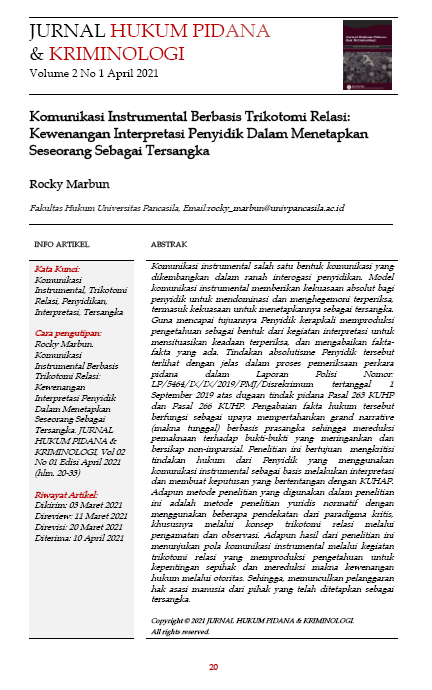 JURNAL HUKUM PIDANA
& KRIMINOLOGI
Volume 2 No 1 April 2021
Komunikasi Instrumental Berbasis Trikotomi Relasi:
Kewenangan Interpretasi Penyidik Dalam Menetapkan
Seseorang Sebagai Tersangka
Rocky Marbun
Fakultas Hukum Universitas Pancasila, Email:rocky_marbun@univpancasila.ac.id
INFO ARTIKEL
Kata Kunci:
Komunikasi
Instrumental, Trikotomi
Relasi, Penyidikan,
Interpretasi, Tersangka
Cara pengutipan:
Rocky Marbun.
Komunikasi
Instrumental Berbasis
Trikotomi Relasi:
Kewenangan
Interpretasi Penyidik
Dalam Menetapkan
Seseorang Sebagai
Tersangka. JURNAL
HUKUM PIDANA &
KRIMINOLOGI, Vol 02
No 01 Edisi April 2021
(hlm. 20-33)
Riwayat Artikel:
Dikirim: 03 Maret 2021
Direview: 11 Maret 2021
Direvisi: 20 Maret 2021
Diterima: 10 April 2021
ABSTRAK
Komunikasi instrumental salah satu bentuk komunikasi yang
dikembangkan dalam ranah interogasi penyidikan. Model
komunikasi instrumental memberikan kekuasaan absolut bagi
penyidik untuk mendominasi dan menghegemoni terperiksa,
termasuk kekuasaan untuk menetapkannya sebagai tersangka.
Guna mencapai tujuannya Penyidik kerapkali memproduksi
pengetahuan sebagai bentuk dari kegiatan interpretasi untuk
mensituasikan keadaan terperiksa, dan mengabaikan fakta-
fakta yang ada. Tindakan absolutisme Penyidik tersebut
terlihat dengan jelas dalam proses pemeriksaan perkara
pidana dalam Laporan Polisi Nomor:
LP/5464/IX/IX/2019/PMJ/Disrekrimum tertanggal 1
September 2019 atas dugaan tindak pidana Pasal 263 KUHP
dan Pasal 266 KUHP. Pengabaian fakta hukum tersebut
berfungsi sebagai upaya mempertahankan grand narrative
(makna tunggal) berbasis prasangka sehingga mereduksi
pemaknaan terhadap bukti-bukti yang meringankan dan
bersikap non-imparsial. Penelitian ini bertujuan mengkritisi
tindakan hukum dari Penyidik yang menggunakan
komunikasi instrumental sebagai basis melakukan interpretasi
dan membuat keputusan yang bertentangan dengan KUHAP.
Adapun metode penelitian yang digunakan dalam penelitian
ini adalah metode penelitian yuridis normatif dengan
menggunakan beberapa pendekatan dari paradigma kritis,
khususnya melalui konsep trikotomi relasi melalui
pengamatan dan observasi. Adapun hasil dari penelitian ini
menunjukan pola komunikasi instrumental melalui kegiatan
trikotomi relasi yang memproduksi pengetahuan untuk
kepentingan sepihak dan mereduksi makna kewenangan
hukum melalui otoritas. Sehingga, memunculkan pelanggaran
hak asasi manusia dari pihak yang telah ditetapkan sebagai
tersangka.
Copyright © 2021 JURNAL HUKUM PIDANA & KRIMINOLOGI.
All rights reserved.
20